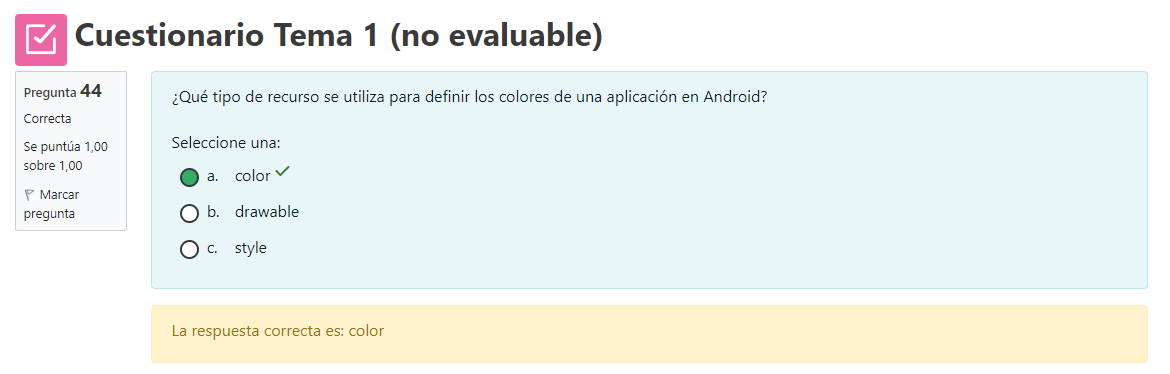 Cuestionario Tema 1 (no evaluable)
Pregunta 44
Correcta
Se puntúa 1,00
sobre 1,00
Marcar
pregunta
¿Qué tipo de recurso se utiliza para definir los colores de una aplicación en Android?
Seleccione una:
a. color
b. drawable
c. style
La respuesta correcta es: color